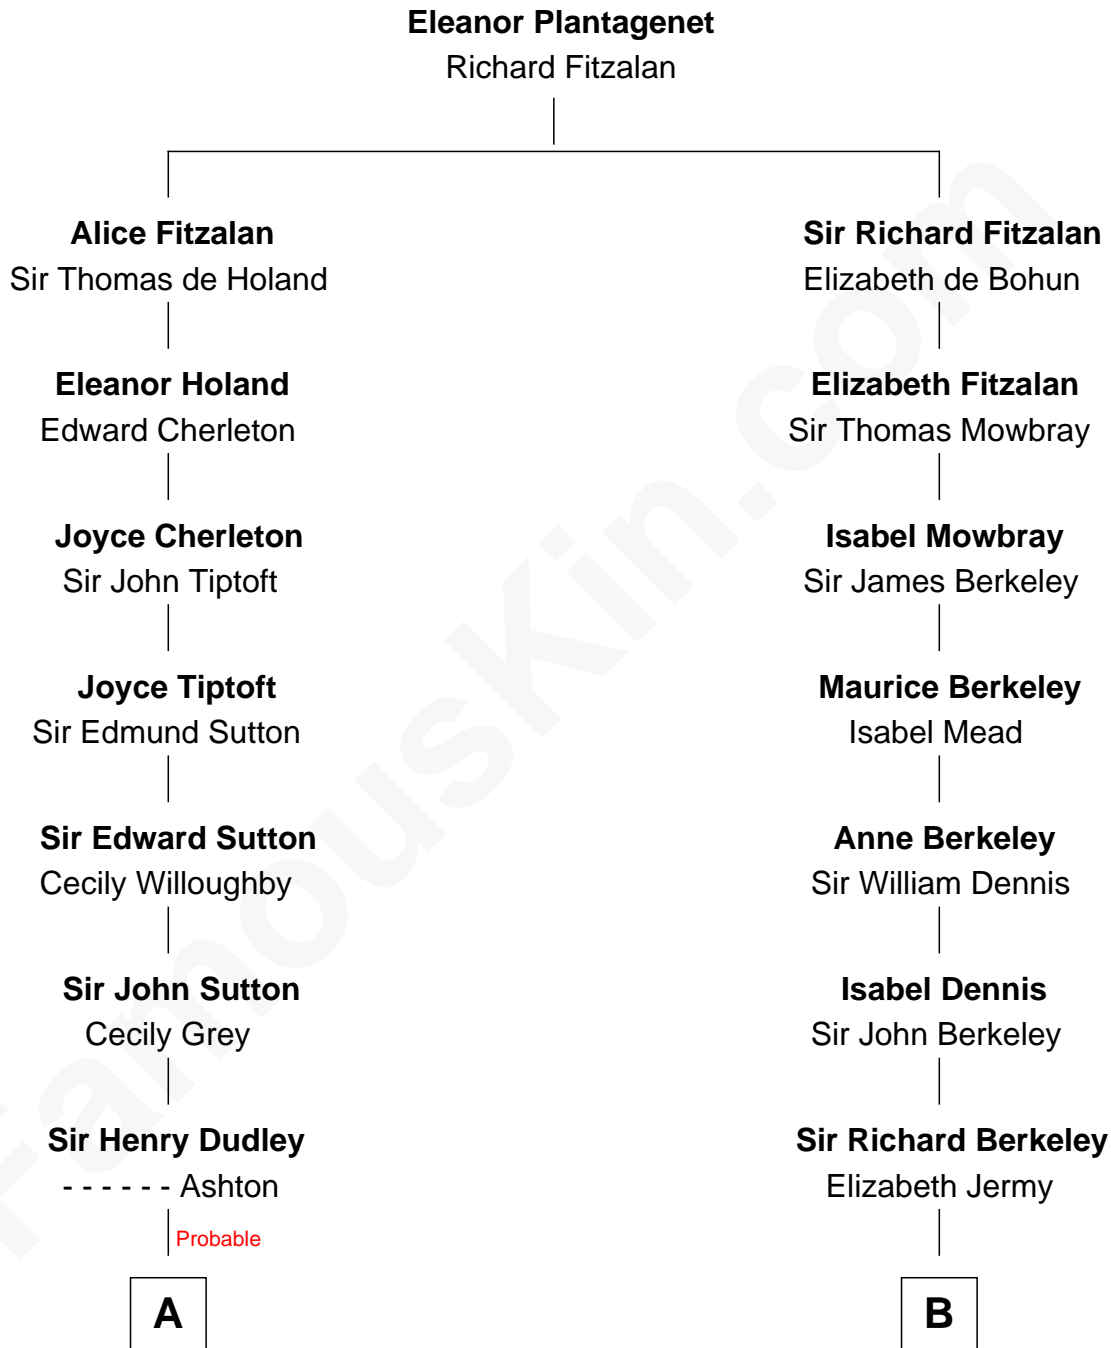 Eleanor Plantagenet
Richard Fitzalan
Alice Fitzalan
Sir Thomas de Holand
Sir Richard Fitzalan
Elizabeth de Bohun
Eleanor Holand
Edward Cherleton
Elizabeth Fitzalan
Sir Thomas Mowbray
Joyce Cherleton
Sir John Tiptoft
Isabel Mowbray
Sir James Berkeley
Joyce Tiptoft
Sir Edmund Sutton
Maurice Berkeley
Isabel Mead
Sir Edward Sutton
Cecily Willoughby
Anne Berkeley
Sir William Dennis
Sir John Sutton
Cecily Grey
Isabel Dennis
Sir John Berkeley
Sir Henry Dudley
- - - - - - Ashton
Sir Richard Berkeley
Elizabeth Jermy
Probable
A
B
FamousKin.com